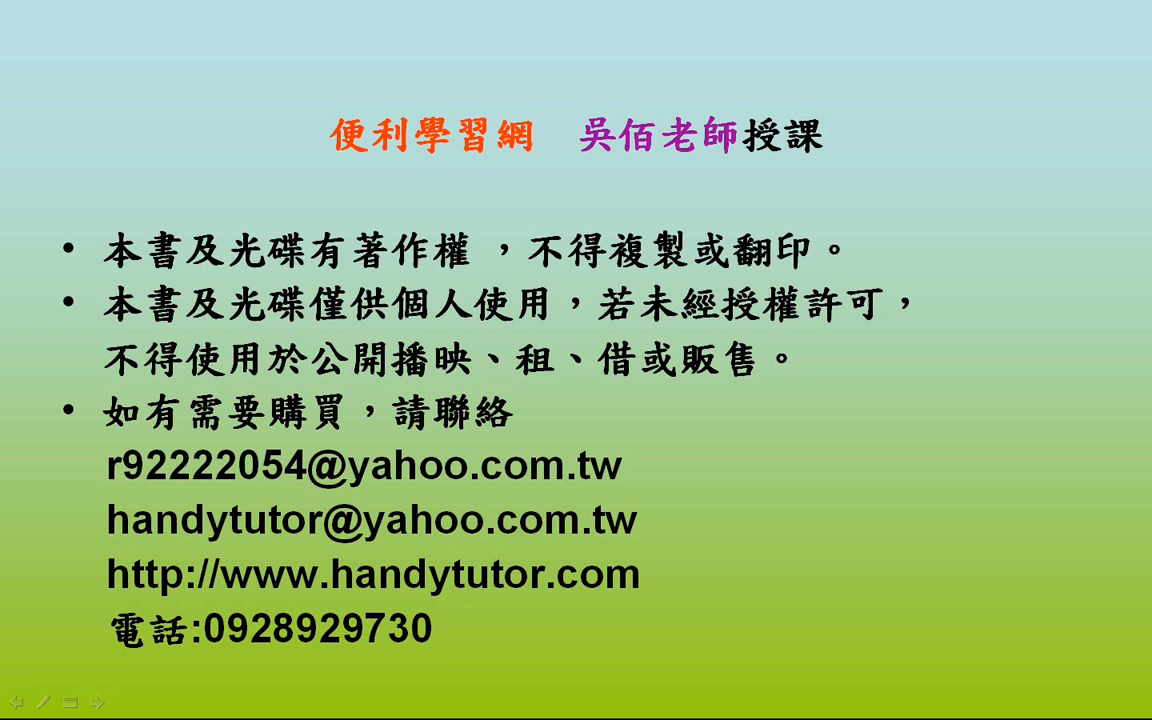 便利學習網 吳佰老師授課
• 本書及光碟有著作權 ，不得複製或翻印。
• 本書及光碟僅供個人使用，若未經授權許可，
不得使用於公開播映、租、借或販售。
• 如有需要購買，請聯絡
r92222054@yahoo.com.tw
handytutor@yahoo.com.tw
http://www.handytutor.com
電話:0928929730